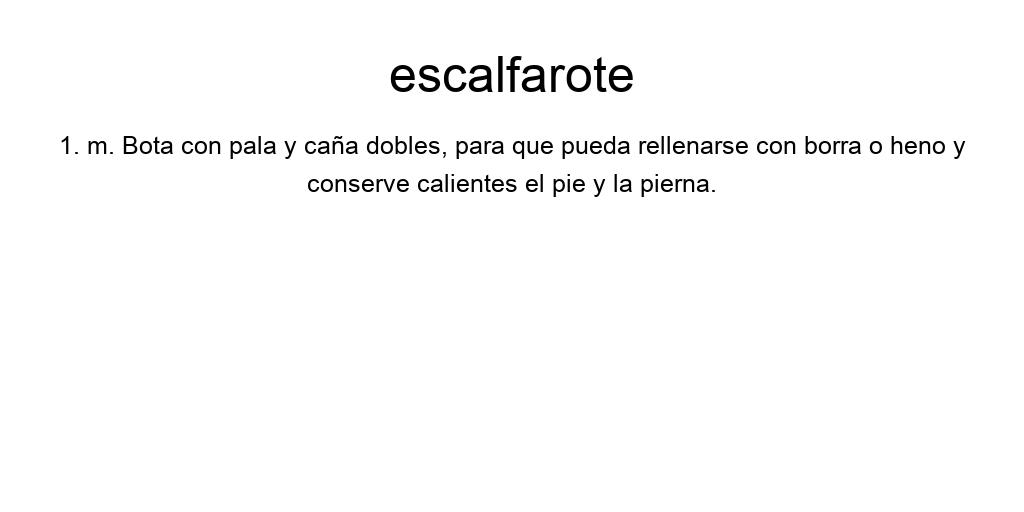 escalfarote
1. m. Bota con pala y caña dobles, para que pueda rellenarse con borra o heno y
conserve calientes el pie y la pierna.